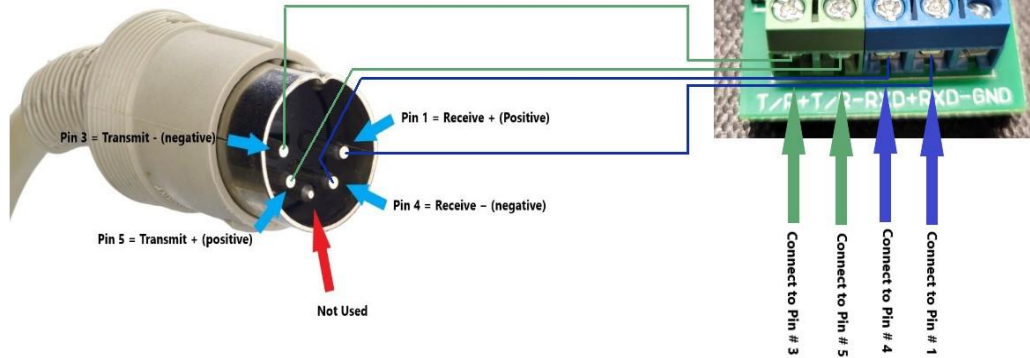 T/R+T/R-RXD+RXD-GND
Pin 1 = Receive + (Positive)
Pin 3 = Transmit - (negative)
Pin 4 = Receive – (negative)
Pin 5 = Transmit + (positive)
Not Used
Connect to Pin # 3
Connect to Pin # 5
Connect to Pin # 4
Connect to Pin # 1